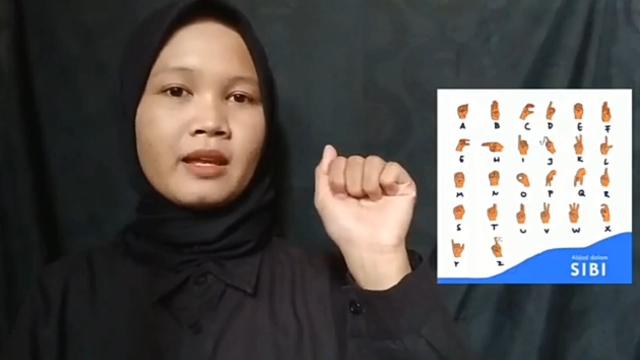 A B C D E F
G H I J K L
M N O P Q R
S T U V W X
Y Z
Abjad dalam
SIBI